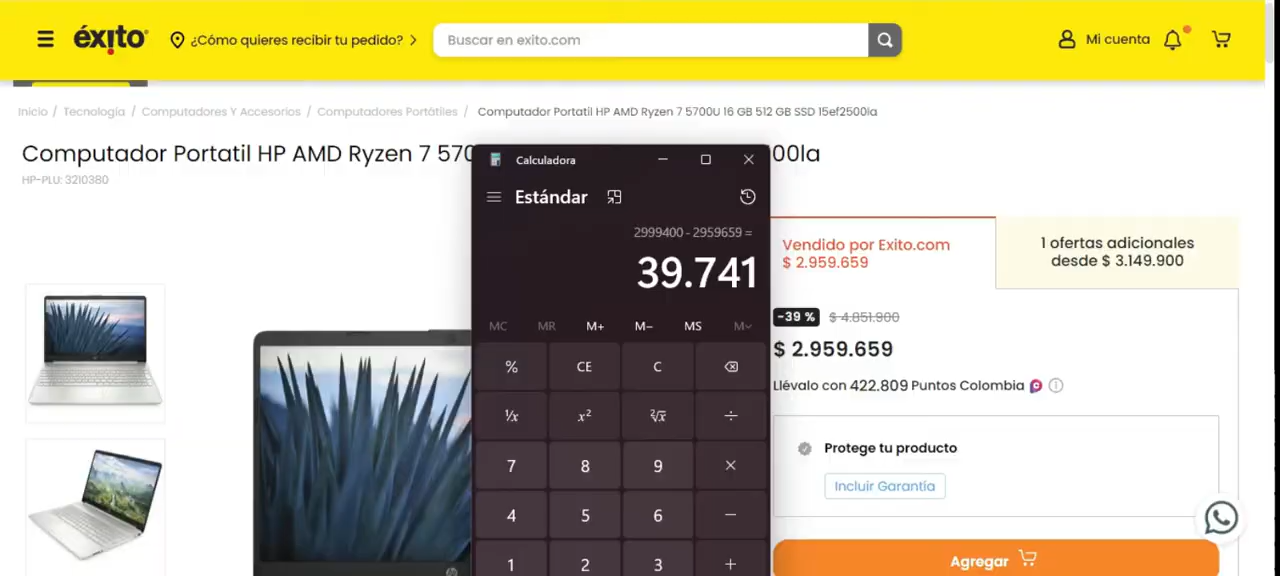 éxito
¿Cómo quieres recibir tu pedido?
Buscar en exito.com
Mi cuenta
Inicio / Tecnología / Computadores Y Accesorios / Computadores Portátiles / Computador Portatil HP AMD Ryzen 7 5700U 16 GB 512 GB SSD 15ef2500la
Computador Portatil HP AMD Ryzen 7 570
00la
HP-PLU: 3210380
Calculadora
Estándar
2999400 - 2959659 =
39.741
MC MR M+ M- MS M
% CE C
¹/x x² ²√x ÷
7 8 9 ×
4 5 6 −
1 2 3 +
Vendido por Exito.com
$ 2.959.659
1 ofertas adicionales
desde $ 3.149.900
-39 % $ 4.851.900
$ 2.959.659
Llévalo con 422.809 Puntos Colombia
Protege tu producto
Incluir Garantía
Agregar